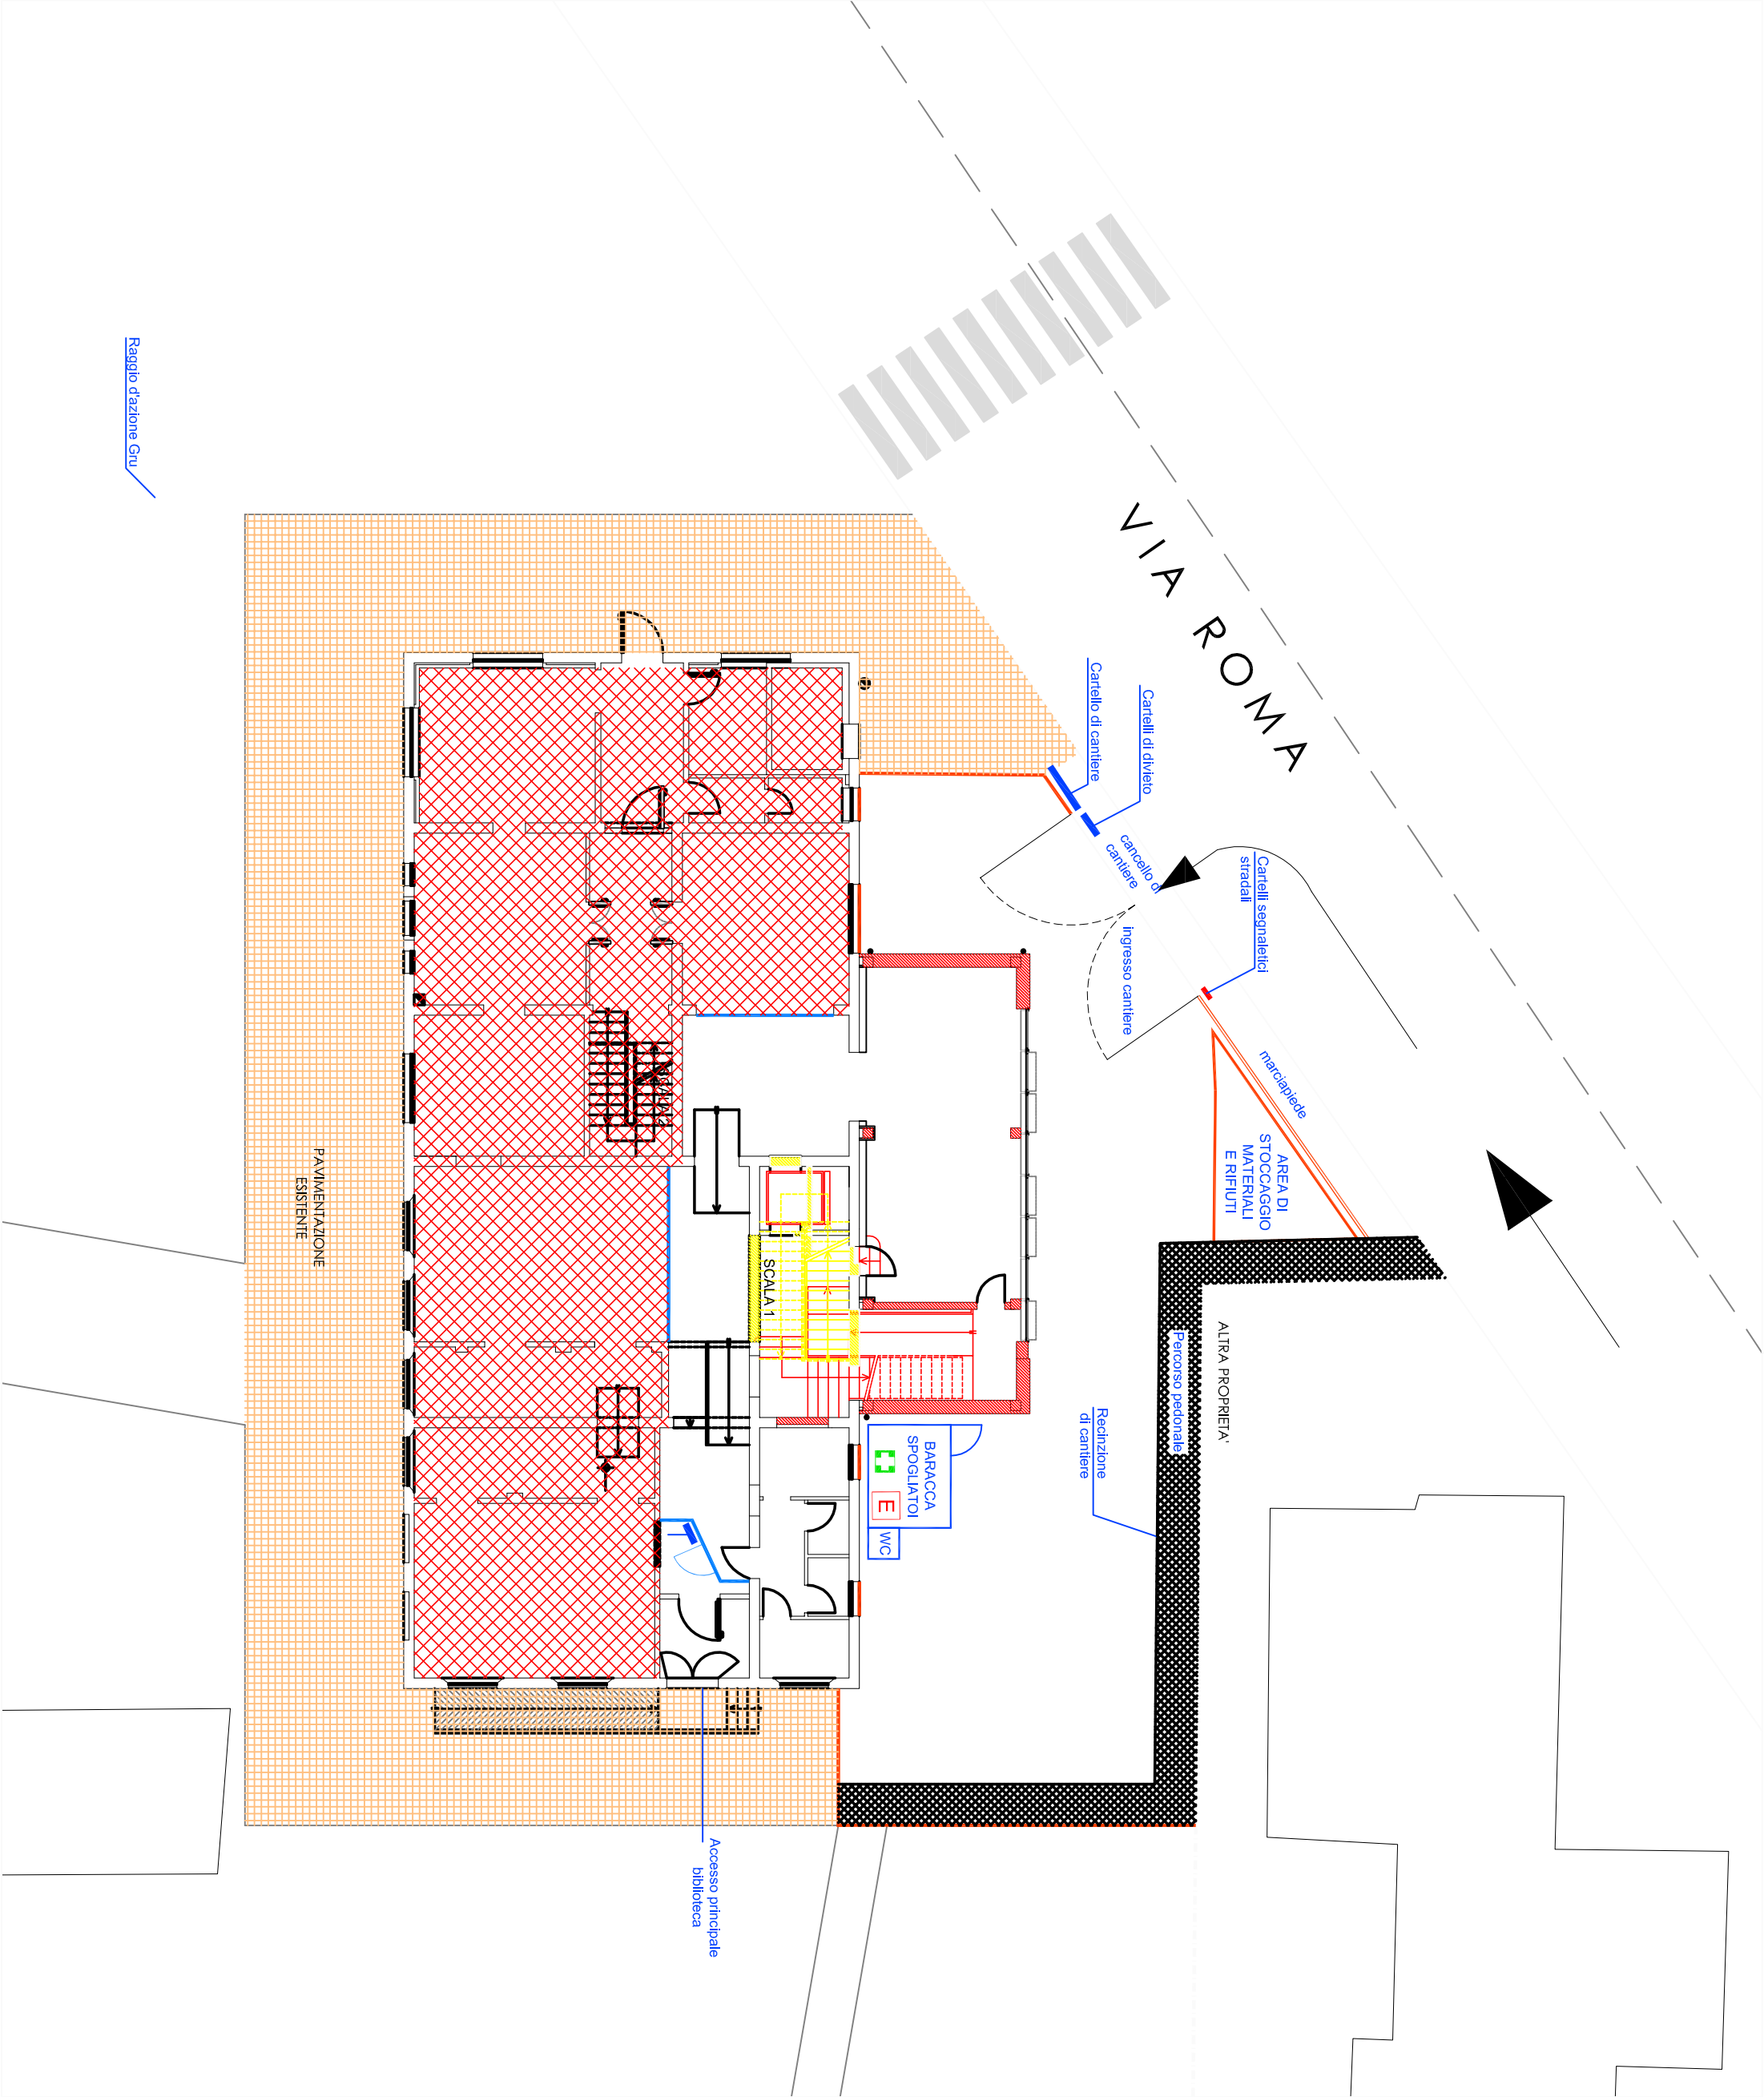 VIA ROMA
Raggio d'azione Gru
Cartello di cantiere
Cartelli di divieto
cancello di
cantiere
Cartelli segnaletici
stradali
ingresso cantiere
marciapiede
AREA DI
STOCCAGGIO
MATERIALI
E RIFIUTI
PAVIMENTAZIONE
ESISTENTE
SCALA 1
ALTRA PROPRIETA'
Percorso pedonale
Recinzione
di cantiere
BARACCA
SPOGLIATOI
E
WC
Accesso principale
biblioteca